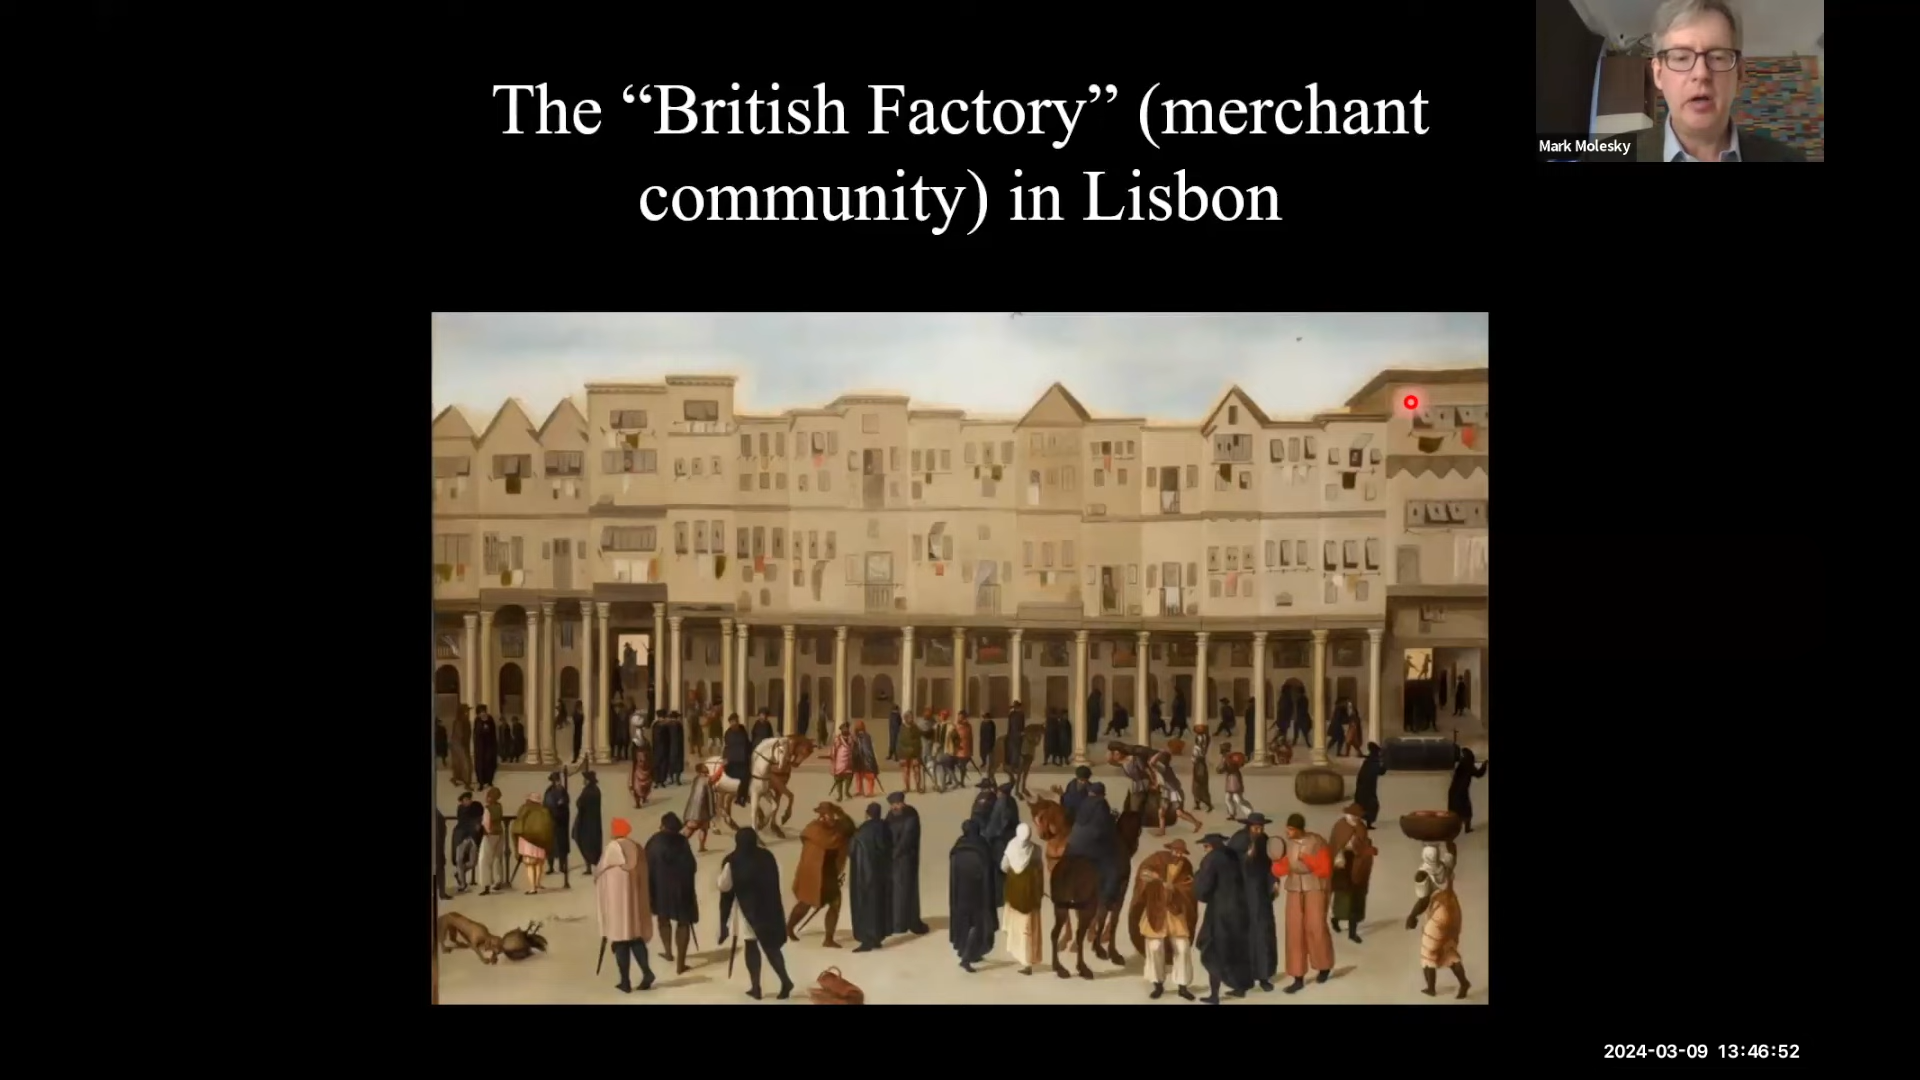 The “British Factory” (merchant
community) in Lisbon
Mark Molesky
2024-03-09 13:46:52